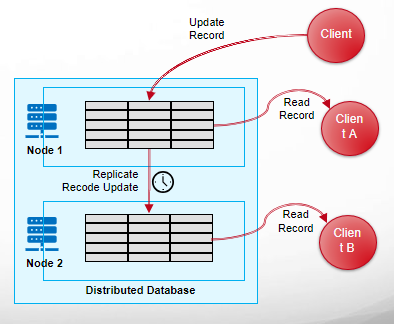 Update
Record
Client
Read
Record
Clien
t A
Node 1
Replicate
Recode Update
Read
Record
Clien
t B
Node 2
Distributed Database